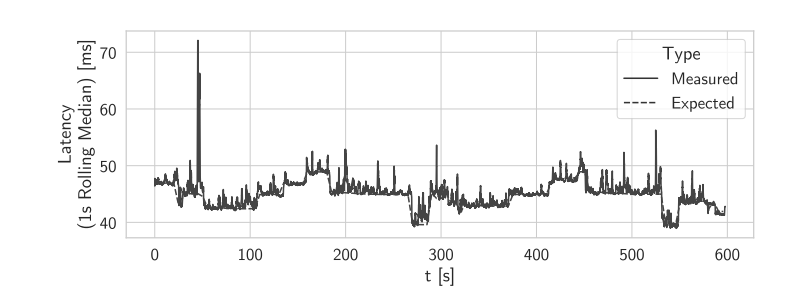 Latency
(1s Rolling Median) [ms]
70
60
50
40
Type
Measured
Expected
0
100
200
300
400
500
600
t [s]